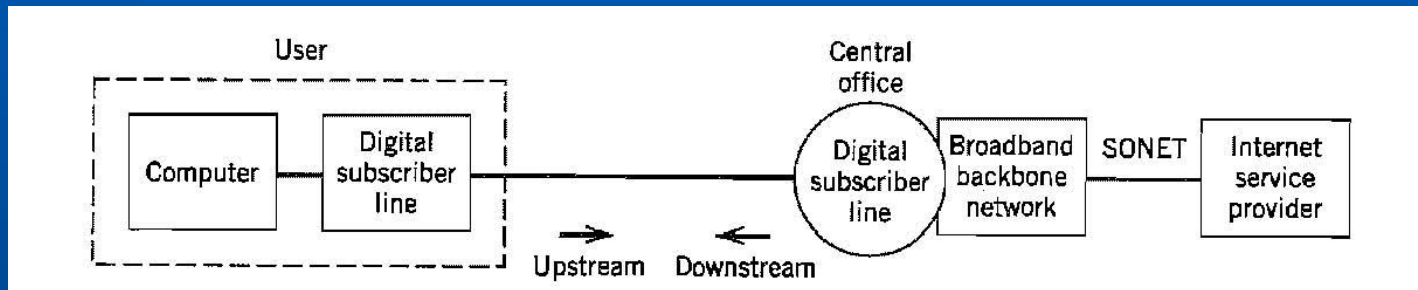 User
Computer
Digital
subscriber
line
Upstream
Downstream
Central
office
Digital
subscriber
line
Broadband
backbone
network
SONET
Internet
service
provider